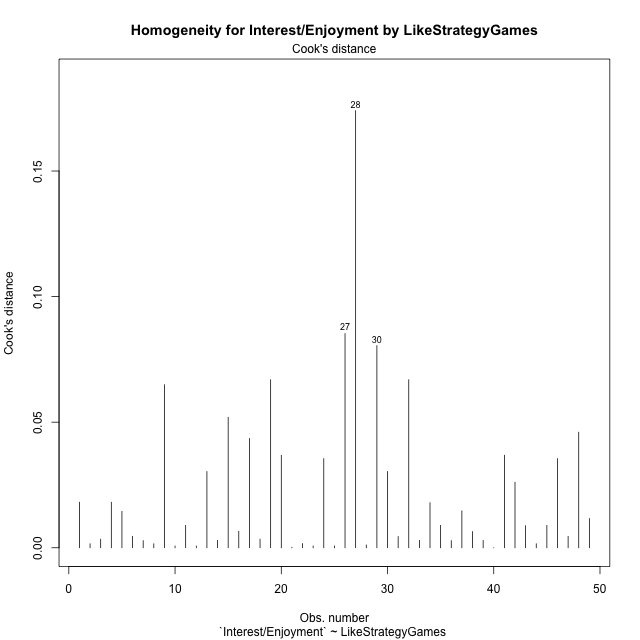 Homogeneity for Interest/Enjoyment by LikeStrategyGames
Cook's distance
28
27
30
Cook's distance
0.15
0.10
0.05
0.00
0 10 20 30 40 50
Obs. number
`Interest/Enjoyment` ~ LikeStrategyGames